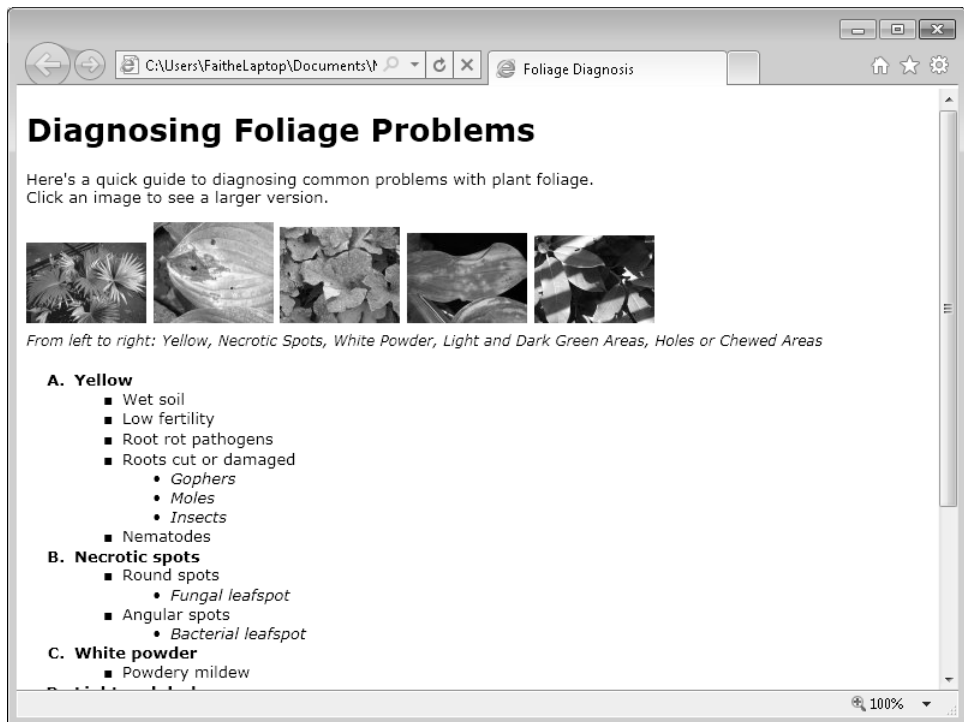 C:\Users\FaitheLaptop\Documents\
Foliage Diagnosis
Diagnosing Foliage Problems
Here's a quick guide to diagnosing common problems with plant foliage.
Click an image to see a larger version.
From left to right: Yellow, Necrotic Spots, White Powder, Light and Dark Green Areas, Holes or Chewed Areas
A. Yellow
■ Wet soil
■ Low fertility
■ Root rot pathogens
■ Roots cut or damaged
• Gophers
• Moles
• Insects
■ Nematodes
B. Necrotic spots
■ Round spots
• Fungal leafspot
■ Angular spots
• Bacterial leafspot
C. White powder
■ Powdery mildew
100%